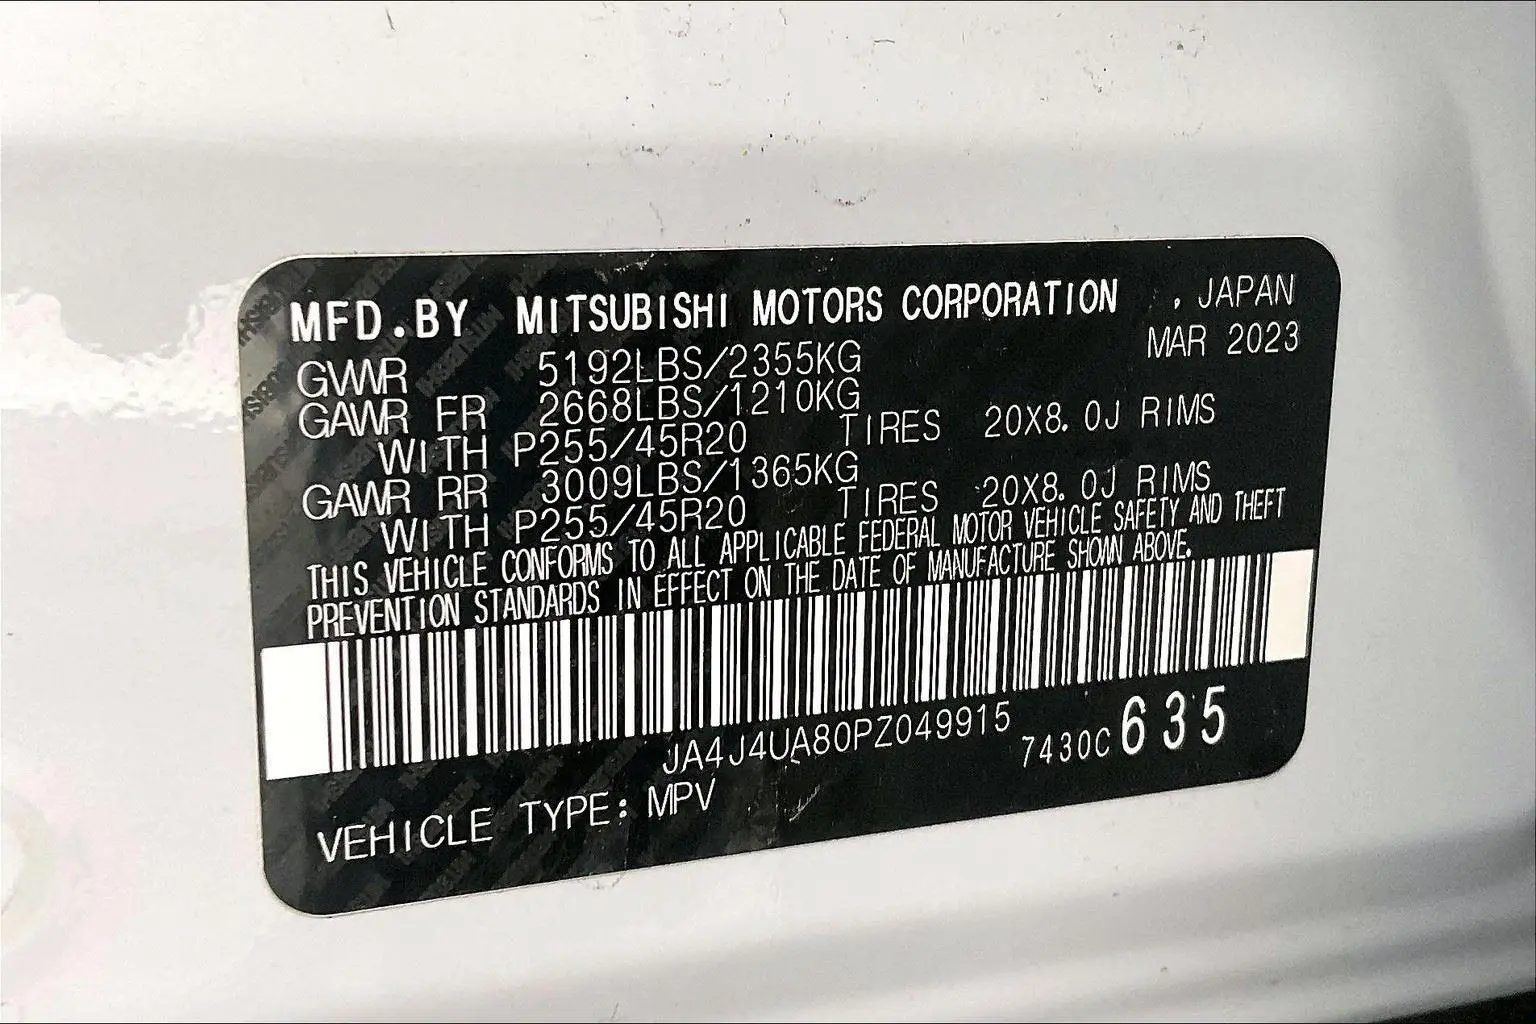 MFD.BY MITSUBISHI MOTORS CORPORATION , JAPAN
MAR 2023
GVWR 5192LBS/2355KG
GAWR FR 2668LBS/1210KG
WITH P255/45R20 TIRES 20X8.0J RIMS
GAWR RR 3009LBS/1365KG
WITH P255/45R20 TIRES 20X8.0J RIMS
THIS VEHICLE CONFORMS TO ALL APPLICABLE FEDERAL MOTOR VEHICLE SAFETY AND THEFT
PREVENTION STANDARDS IN EFFECT ON THE DATE OF MANUFACTURE SHOWN ABOVE.
JA4J4UA80PZ049915 7430C 635
VEHICLE TYPE: MPV